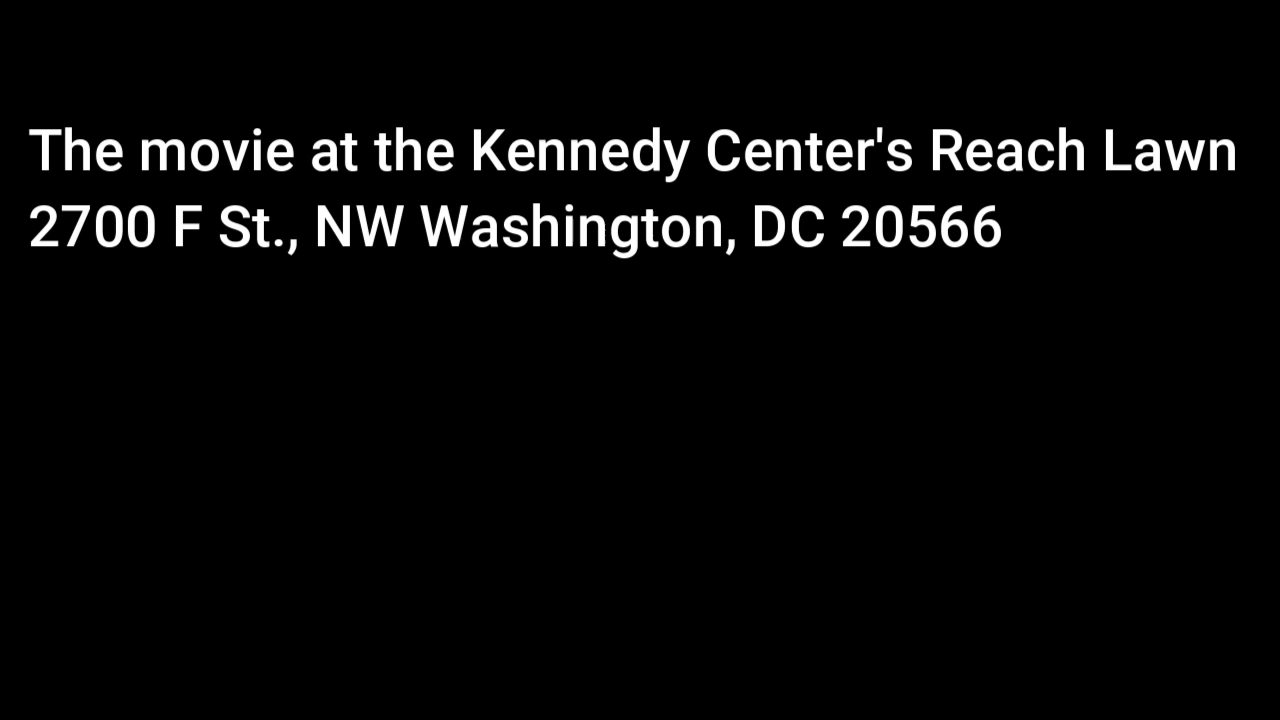 The movie at the Kennedy Center's Reach Lawn
2700 F St., NW Washington, DC 20566